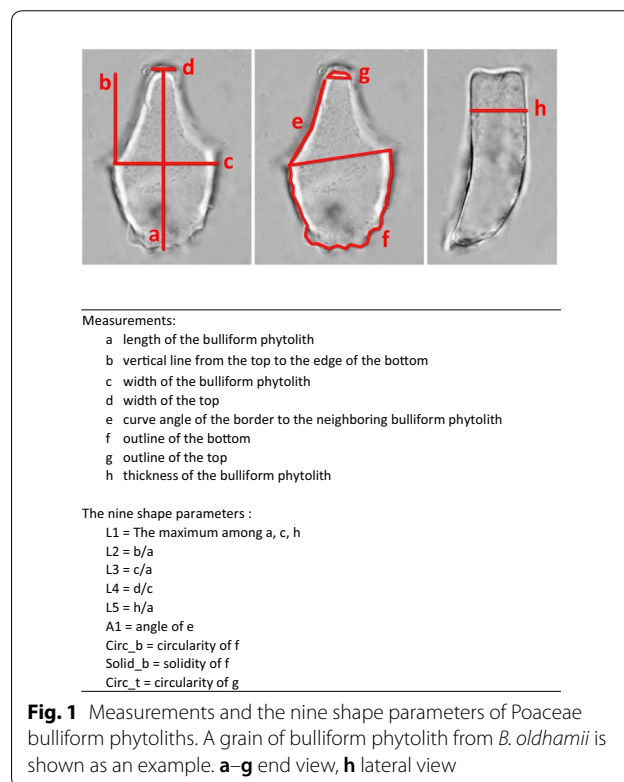 d
b
c
a
g
e
f
h
Measurements:
a length of the bulliform phytolith
b vertical line from the top to the edge of the bottom
c width of the bulliform phytolith
d width of the top
e curve angle of the border to the neighboring bulliform phytolith
f outline of the bottom
g outline of the top
h thickness of the bulliform phytolith
The nine shape parameters :
L1 = The maximum among a, c, h
L2 = b/a
L3 = c/a
L4 = d/c
L5 = h/a
A1 = angle of e
Circ_b = circularity of f
Solid_b = solidity of f
Circ_t = circularity of g
Fig. 1 Measurements and the nine shape parameters of Poaceae
bulliform phytoliths. A grain of bulliform phytolith from B. oldhamii is
shown as an example. a–g end view, h lateral view